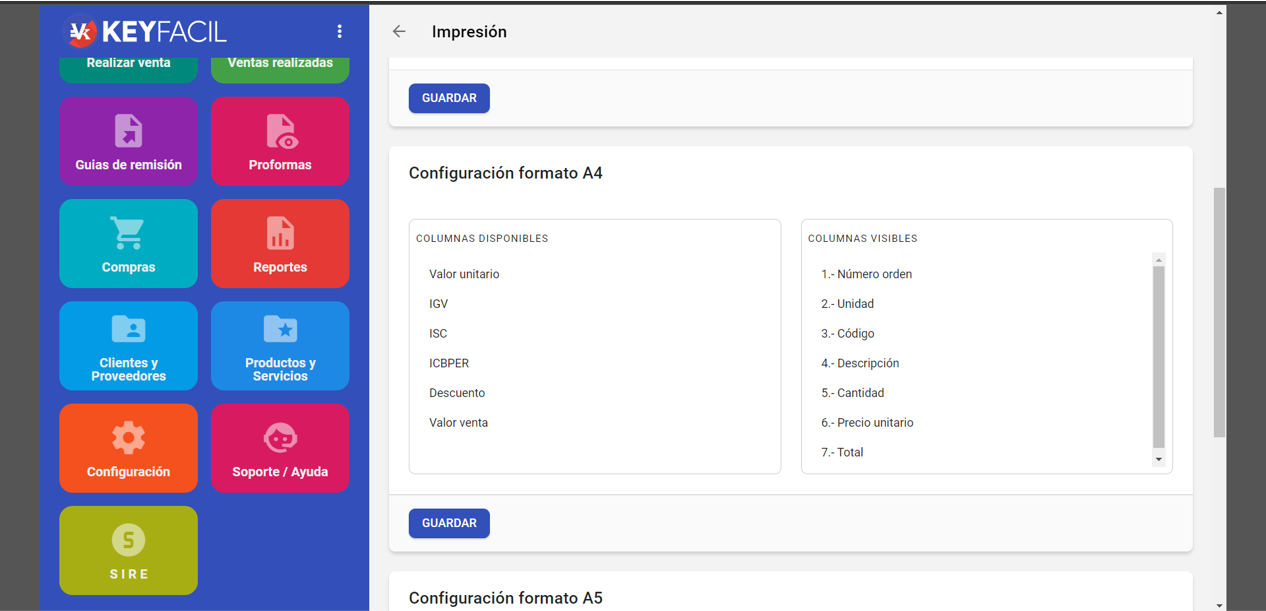 KEYFACIL
Realizar venta
Ventas realizadas
Guias de remisión
Proformas
Compras
Reportes
Clientes y
Proveedores
Productos y
Servicios
Configuración
Soporte / Ayuda
S
SIRE
Impresión
GUARDAR
Configuración formato A4
COLUMNAS DISPONIBLES
Valor unitario
IGV
ISC
ICBPER
Descuento
Valor venta
COLUMNAS VISIBLES
1.- Número orden
2.- Unidad
3.- Código
4.- Descripción
5.- Cantidad
6.- Precio unitario
7.- Total
GUARDAR
Configuración formato A5